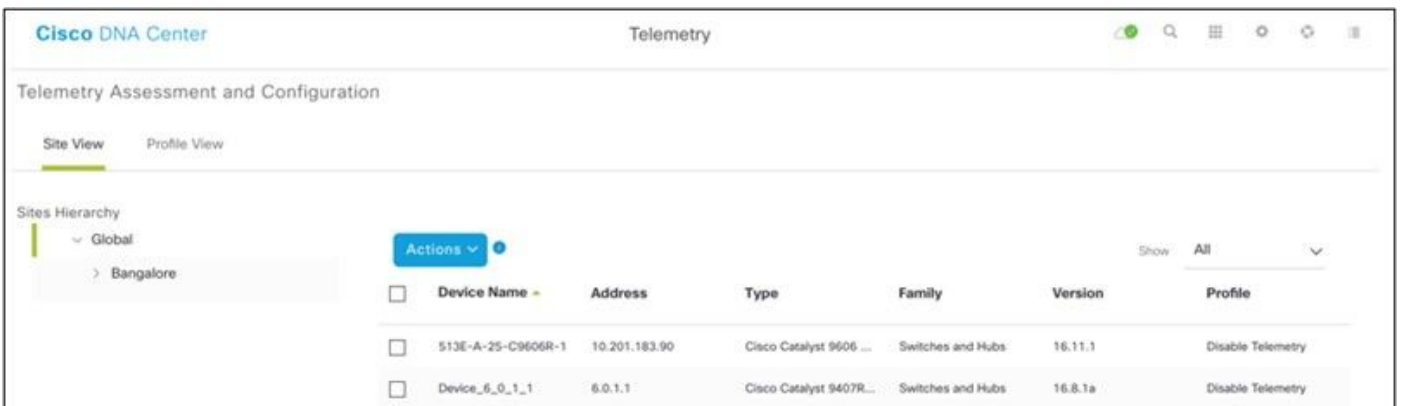 Cisco DNA Center Telemetry
Telemetry Assessment and Configuration
Site View Profile View
Sites Hierarchy
Global
Bangalore
Actions Show All
Device Name Address Type Family Version Profile
513E-A-25-C9606R-1 10.201.183.90 Cisco Catalyst 9606 ... Switches and Hubs 16.11.1 Disable Telemetry
Device_6_0_1_1 6.0.1.1 Cisco Catalyst 9407R... Switches and Hubs 16.8.1a Disable Telemetry